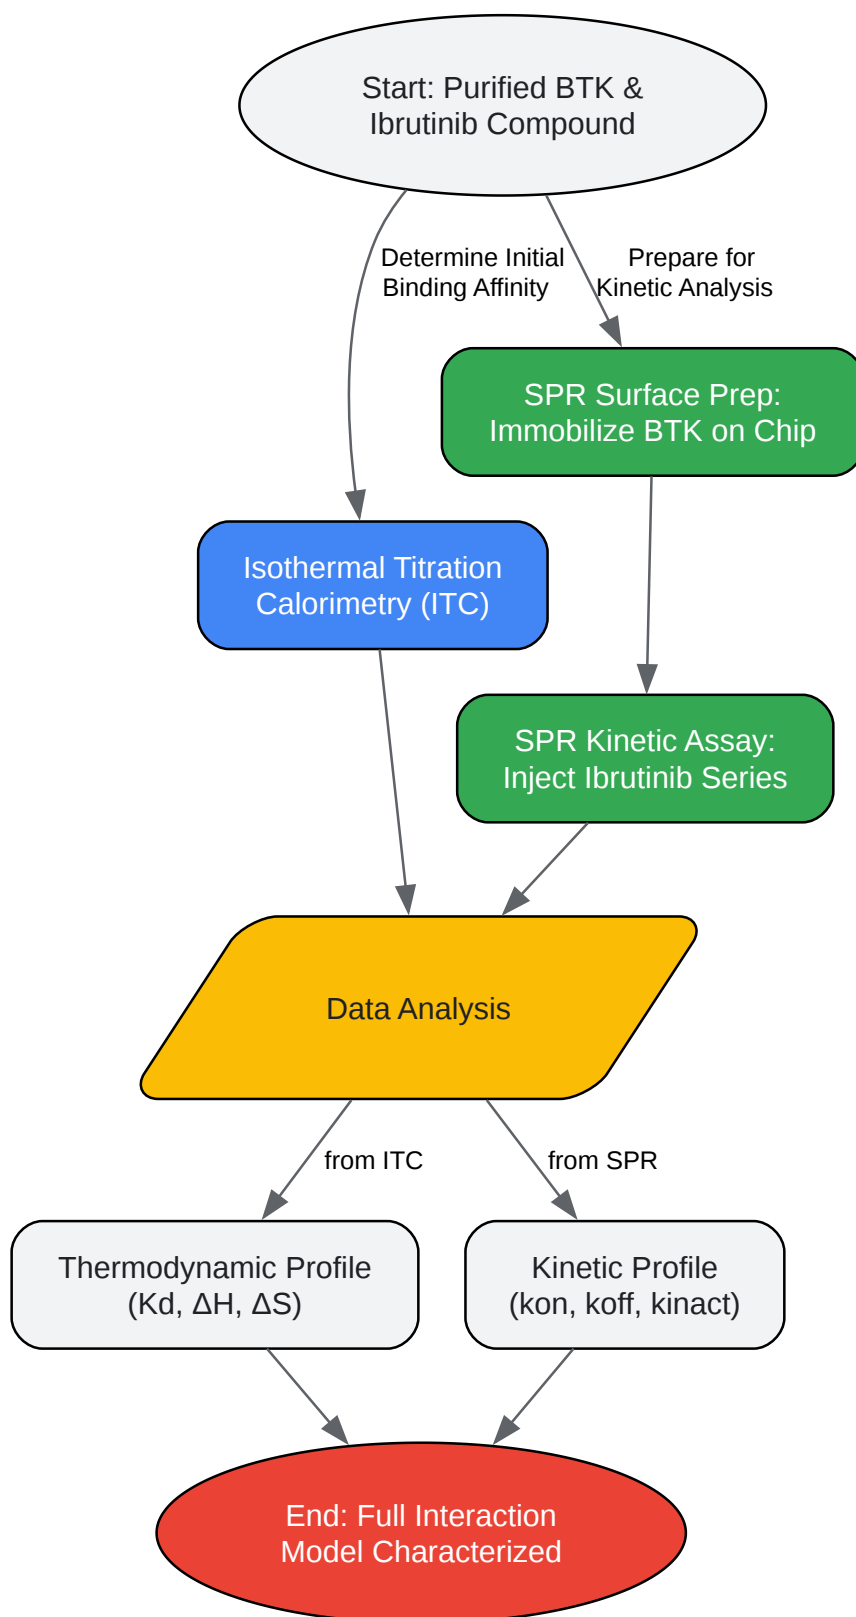 Start: Purified BTK &
Ibrutinib Compound
Determine Initial
Binding Affinity
Prepare for
Kinetic Analysis
SPR Surface Prep:
Immobilize BTK on Chip
Isothermal Titration
Calorimetry (ITC)
SPR Kinetic Assay:
Inject Ibrutinib Series
Data Analysis
from ITC
from SPR
Thermodynamic Profile
(Kd, ΔH, ΔS)
Kinetic Profile
(kon, koff, kinact)
End: Full Interaction
Model Characterized